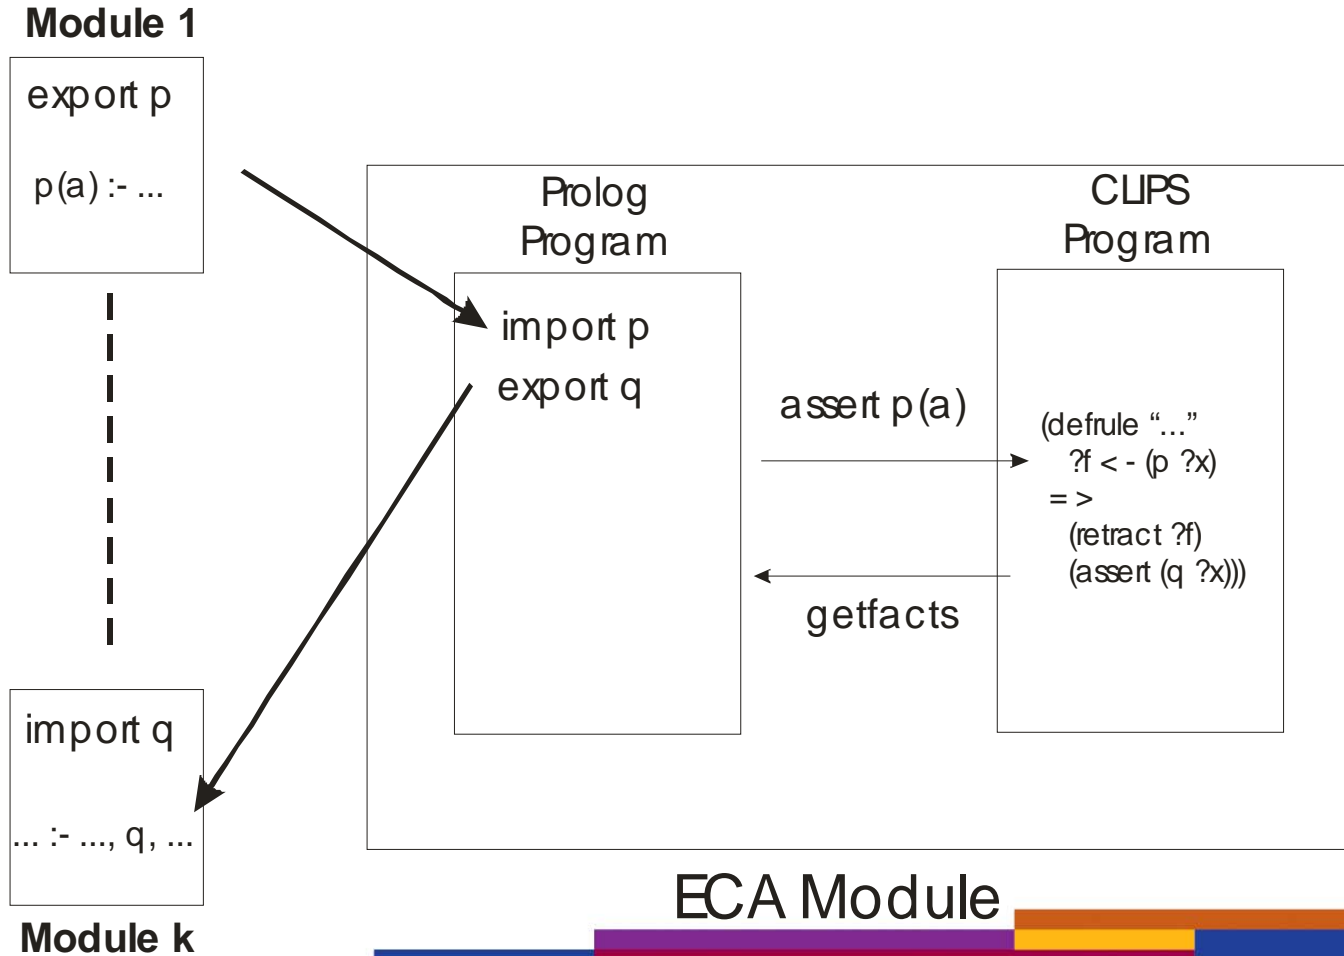 Module 1
export p
p(a) :- ...
Prolog
Program
CLIPS
Program
import p
export q
assert p(a)
(defrule “...”
?f < - (p ?x)
= >
(retract ?f)
(assert (q ?x)))
getfacts
import q
... :- ..., q, ...
Module k
ECA Module